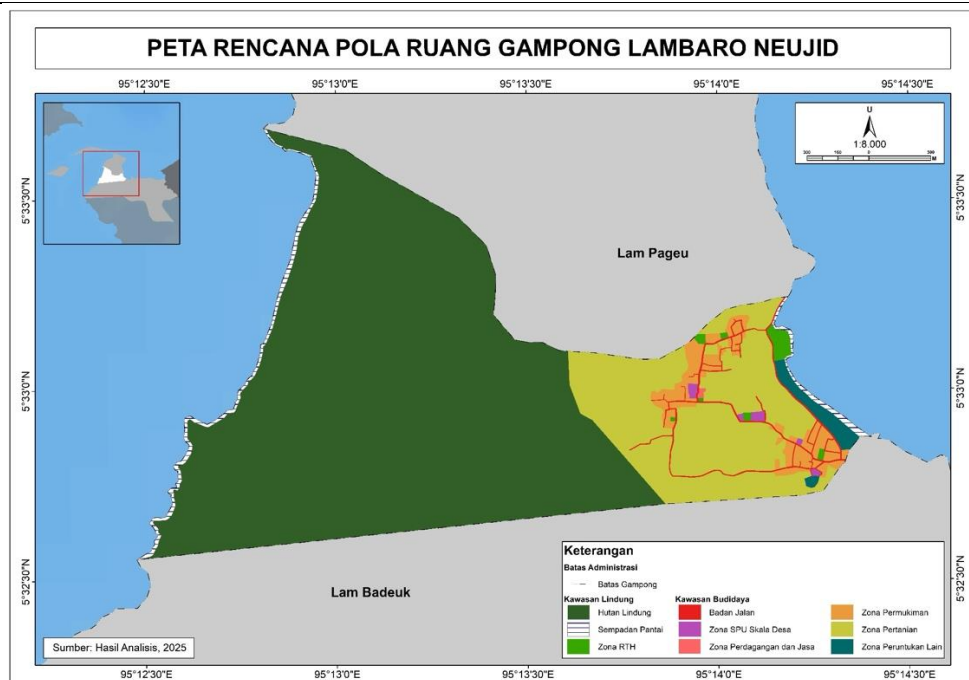 PETA RENCANA POLA RUANG GAMPONG LAMBARO NEUJID
95°12'30"E 95°13'0"E 95°13'30"E 95°14'0"E 95°14'30"E
U
1:8.000
M
5°33'30"N 5°33'30"N
Lam Pageu
5°33'0"N 5°33'0"N
5°32'30"N 5°32'30"N
Lam Badeuk
Keterangan
Batas Administrasi
Batas Gampong
Kawasan Lindung
Hutan Lindung
Sempadan Pantai
Zona RTH
Kawasan Budidaya
Badan Jalan
Zona SPU Skala Desa
Zona Perdagangan dan Jasa
Zona Permukiman
Zona Pertanian
Zona Peruntukan Lain
Sumber: Hasil Analisis, 2025
95°12'30"E 95°13'0"E 95°13'30"E 95°14'0"E 95°14'30"E